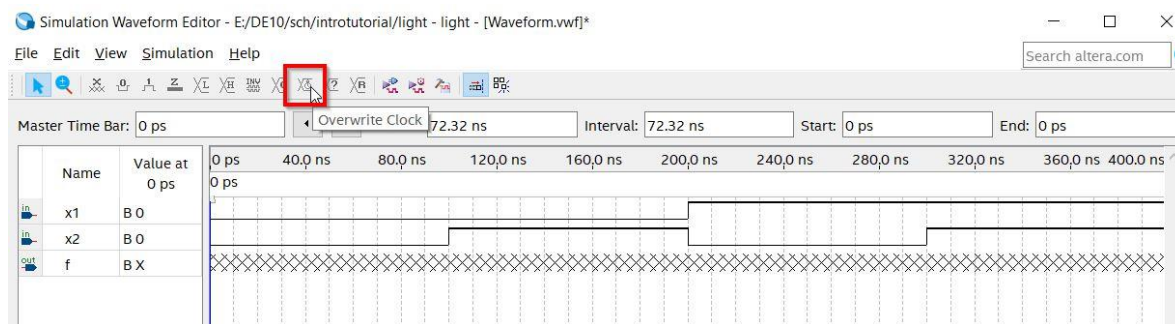 Simulation Waveform Editor - E:/DE10/sch/introtutorial/light - light - [Waveform.vwf]*
File Edit View Simulation Help
Search altera.com
Overwrite Clock
Master Time Bar: 0 ps 72.32 ns Interval: 72.32 ns Start: 0 ps End: 0 ps
Name Value at 0 ps
0 ps 40.0 ns 80.0 ns 120.0 ns 160.0 ns 200.0 ns 240.0 ns 280.0 ns 320.0 ns 360.0 ns 400.0 ns
0 ps
in x1 B 0
in x2 B 0
out f B X